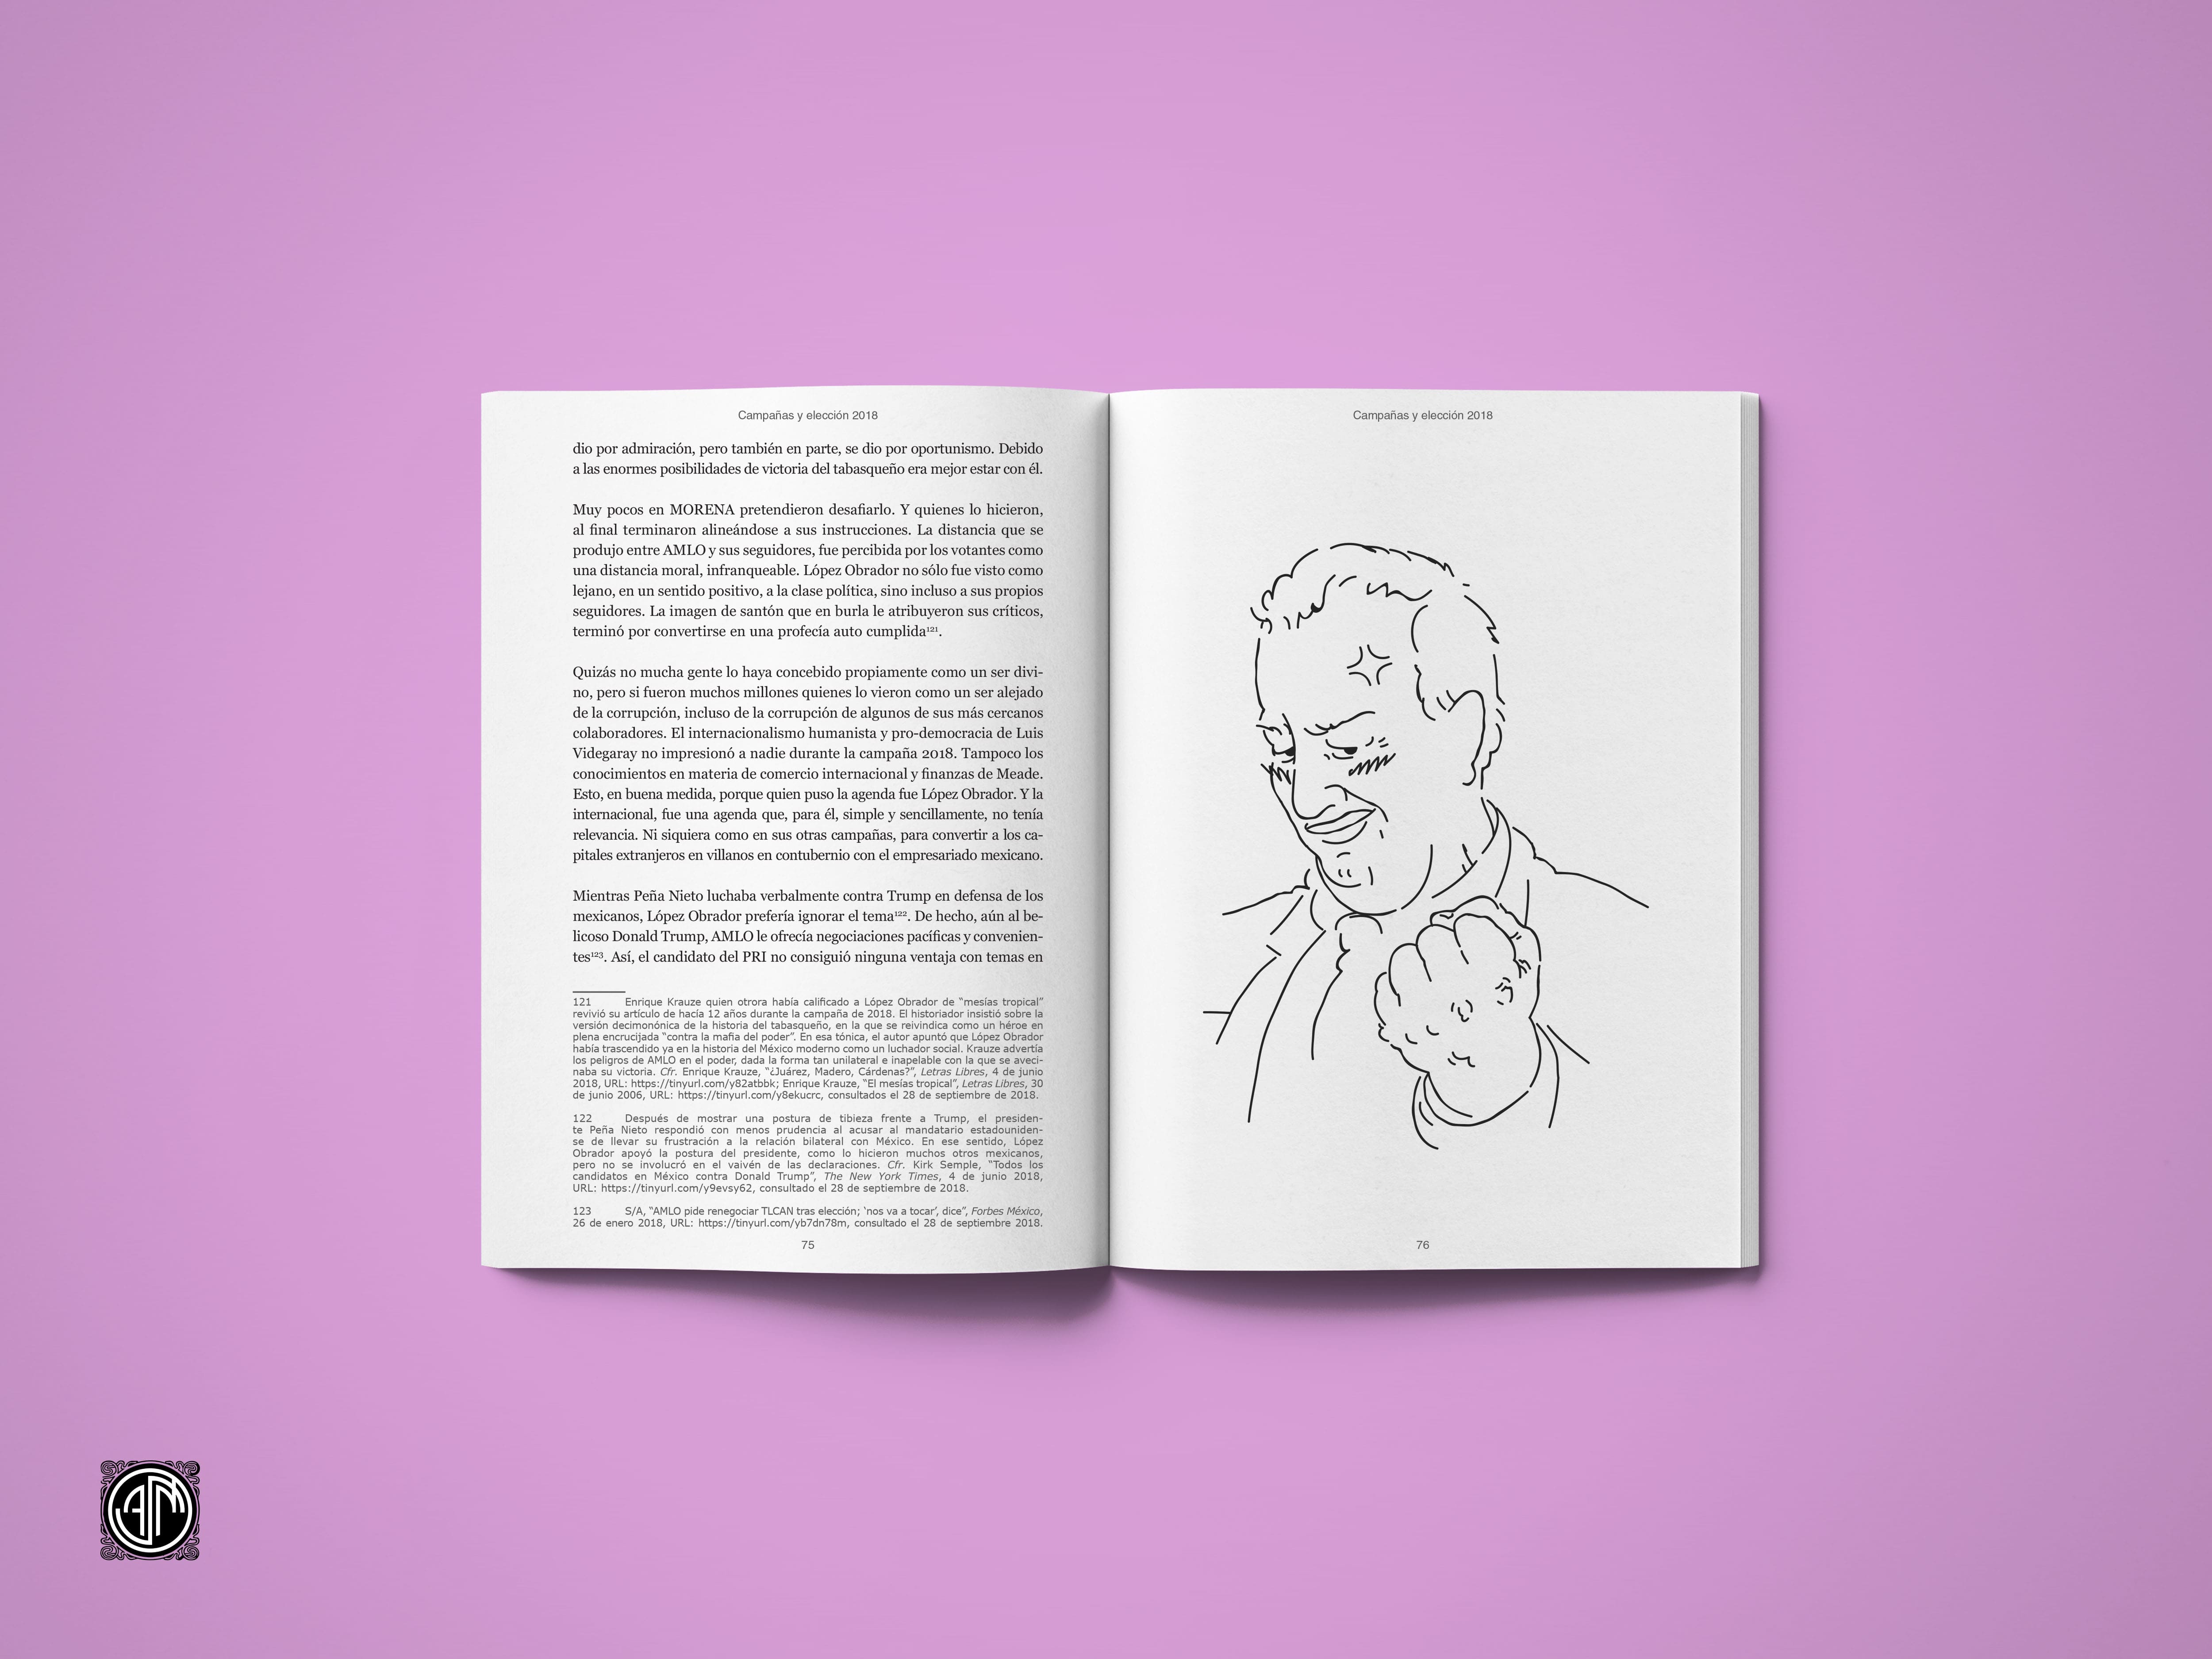 Campañas y elección 2018
dio por admiración, pero también en parte, se dio por oportunismo. Debido
a las enormes posibilidades de victoria del tabasqueño era mejor estar con él.
Muy pocos en MORENA pretendieron desafiarlo. Y quienes lo hicieron,
al final terminaron alineándose a sus instrucciones. La distancia que se
produjo entre AMLO y sus seguidores, fue percibida por los votantes como
una distancia moral, infranqueable. López Obrador no sólo fue visto como
lejano, en un sentido positivo, a la clase política, sino incluso a sus propios
seguidores. La imagen de santón que en burla le atribuyeron sus críticos,
terminó por convertirse en una profecía auto cumplida¹²¹.
Quizás no mucha gente lo haya concebido propiamente como un ser divi-
no, pero si fueron muchos millones quienes lo vieron como un ser alejado
de la corrupción, incluso de la corrupción de algunos de sus más cercanos
colaboradores. El internacionalismo humanista y pro-democracia de Luis
Videgaray no impresionó a nadie durante la campaña 2018. Tampoco los
conocimientos en materia de comercio internacional y finanzas de Meade.
Esto, en buena medida, porque quien puso la agenda fue López Obrador. Y la
internacional, fue una agenda que, para él, simple y sencillamente, no tenía
relevancia. Ni siquiera como en sus otras campañas, para convertir a los ca-
pitales extranjeros en villanos en contubernio con el empresariado mexicano.
Mientras Peña Nieto luchaba verbalmente contra Trump en defensa de los
mexicanos, López Obrador prefería ignorar el tema¹²². De hecho, aún al be-
licoso Donald Trump, AMLO le ofrecía negociaciones pacíficas y convenien-
tes¹²³. Así, el candidato del PRI no consiguió ninguna ventaja con temas en
121 Enrique Krauze quien otrora había calificado a López Obrador de “mesías tropical”
revivió su artículo de hacía 12 años durante la campaña de 2018. El historiador insistió sobre la
versión decimonónica de la historia del tabasqueño, en la que se reivindica como un héroe en
plena encrucijada “contra la mafia del poder”. En esa tónica, el autor apuntó que López Obrador
había trascendido ya en la historia del México moderno como un luchador social. Krauze advertía
los peligros de AMLO en el poder, dada la forma tan unilateral e inapelable con la que se aveci-
naba su victoria. Cfr. Enrique Krauze, “¿Juárez, Madero, Cárdenas?”, Letras Libres, 4 de junio
2018, URL: https://tinyurl.com/y82atbbk; Enrique Krauze, “El mesías tropical”, Letras Libres, 30
de junio 2006, URL: https://tinyurl.com/y8ekucrc, consultados el 28 de septiembre de 2018.
122 Después de mostrar una postura de tibieza frente a Trump, el presiden-
te Peña Nieto respondió con menos prudencia al acusar al mandatario estadouniden-
se de llevar su frustración a la relación bilateral con México. En ese sentido, López
Obrador apoyó la postura del presidente, como lo hicieron muchos otros mexicanos,
pero no se involucró en el vaivén de las declaraciones. Cfr. Kirk Semple, “Todos los
candidatos en México contra Donald Trump”, The New York Times, 4 de junio 2018,
URL: https://tinyurl.com/y9evsy62, consultado el 28 de septiembre de 2018.
123 S/A, “AMLO pide renegociar TLCAN tras elección; ‘nos va a tocar’, dice”, Forbes México,
26 de enero 2018, URL: https://tinyurl.com/yb7dn78m, consultado el 28 de septiembre 2018.
75
Campañas y elección 2018
76